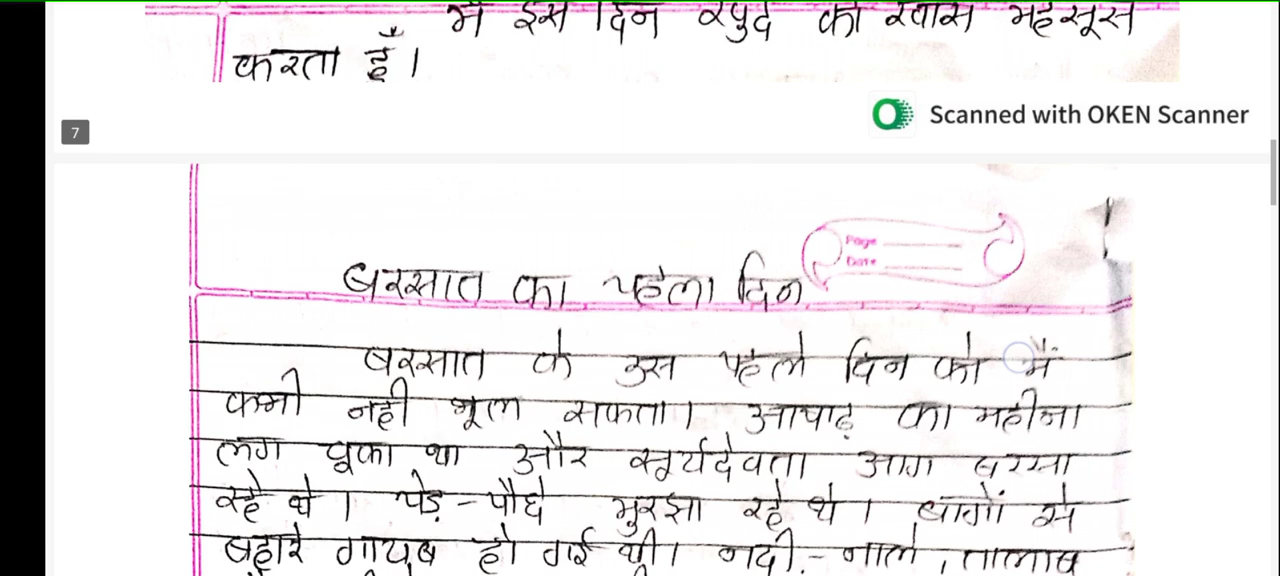 मैं इस दिन खुद को खास महसूस
करता हूँ।
7
Scanned with OKEN Scanner
Page
Date
बरसात का पहला दिन
बरसात के उस पहले दिन को मैं
कभी नही भूल सकता। आषाढ़ का महीना
लग चूका था और सूर्यदेवता आग बरसा
रहे थे। पेड़-पौधे मुरझा रहे थे। बागों से
बहारे गायब हो गई थी। नदी-नाले, तालाब